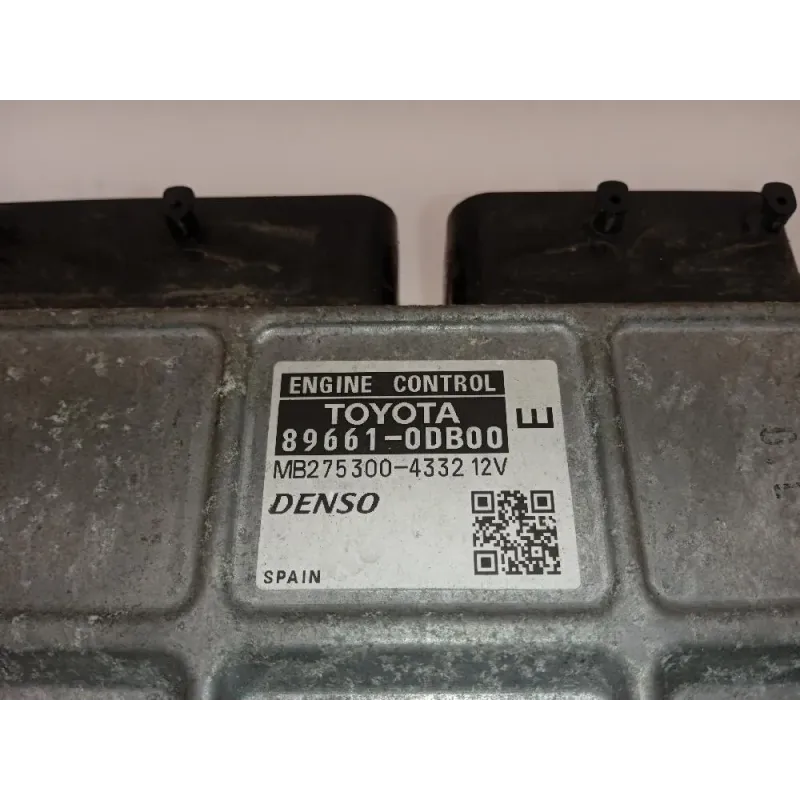 ENGINE CONTROL
TOYOTA
89661-0DB00
E
MB275300-4332 12V
DENSO
SPAIN